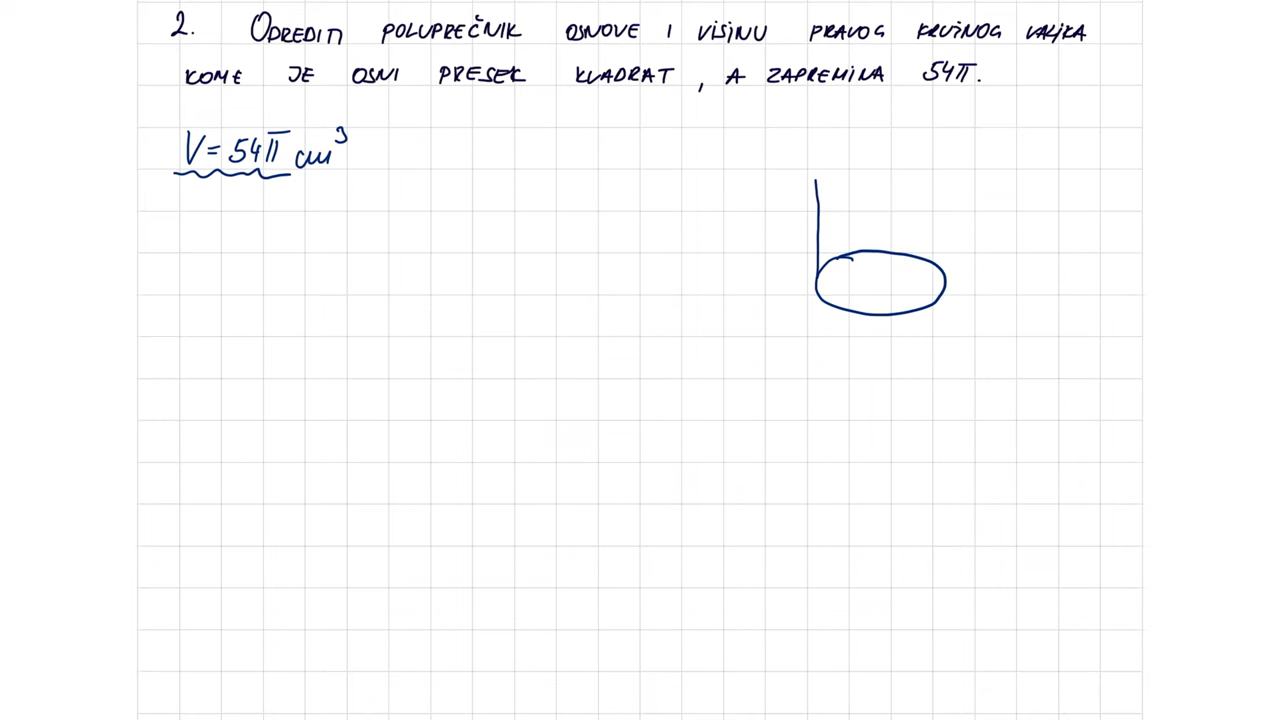 2. ODREDITI POLUPREČNIK OSNOVE I VISINU PRAVOG KRUŽNOG VALJKA
KOME JE OSNI PRESEK KVADRAT, A ZAPREMINA 54π.
V = 54π cm³